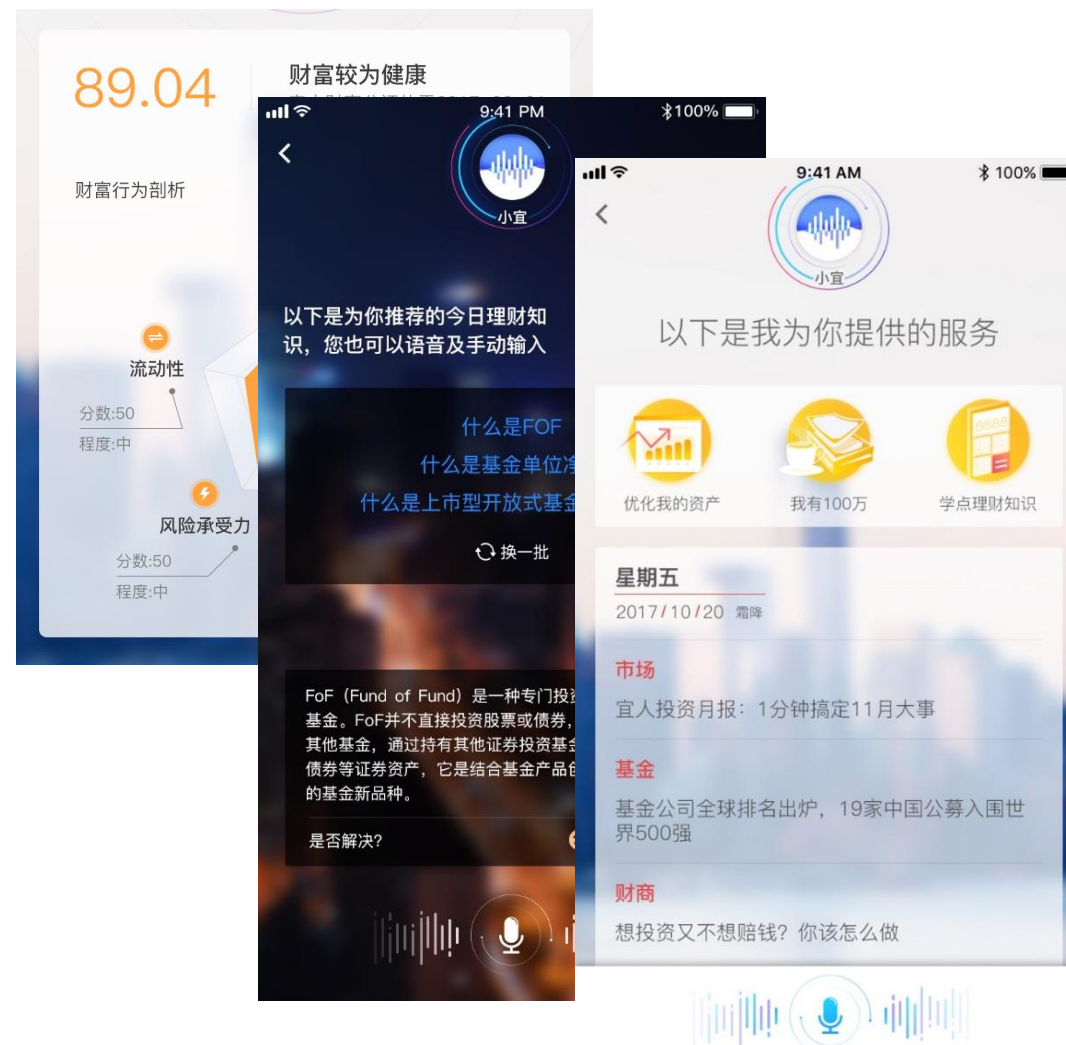 89.04
财富较为健康
财富行为剖析
流动性
分数:50
程度:中
风险承受力
分数:50
程度:中
9:41 PM
100%
小宜
以下是为你推荐的今日理财知
识，您也可以语音及手动输入
什么是FOF
什么是基金单位净
什么是上市型开放式基金
换一批
FoF（Fund of Fund）是一种专门投资
基金。FoF并不直接投资股票或债券，
其他基金，通过持有其他证券投资基金
债券等证券资产，它是结合基金产品创
的基金新品种。
是否解决?
9:41 AM
100%
小宜
以下是我为你提供的服务
优化我的资产
我有100万
学点理财知识
星期五
2017/10/20 霜降
市场
宜人投资月报：1分钟搞定11月大事
基金
基金公司全球排名出炉，19家中国公募入围世
界500强
财商
想投资又不想赔钱？你该怎么做